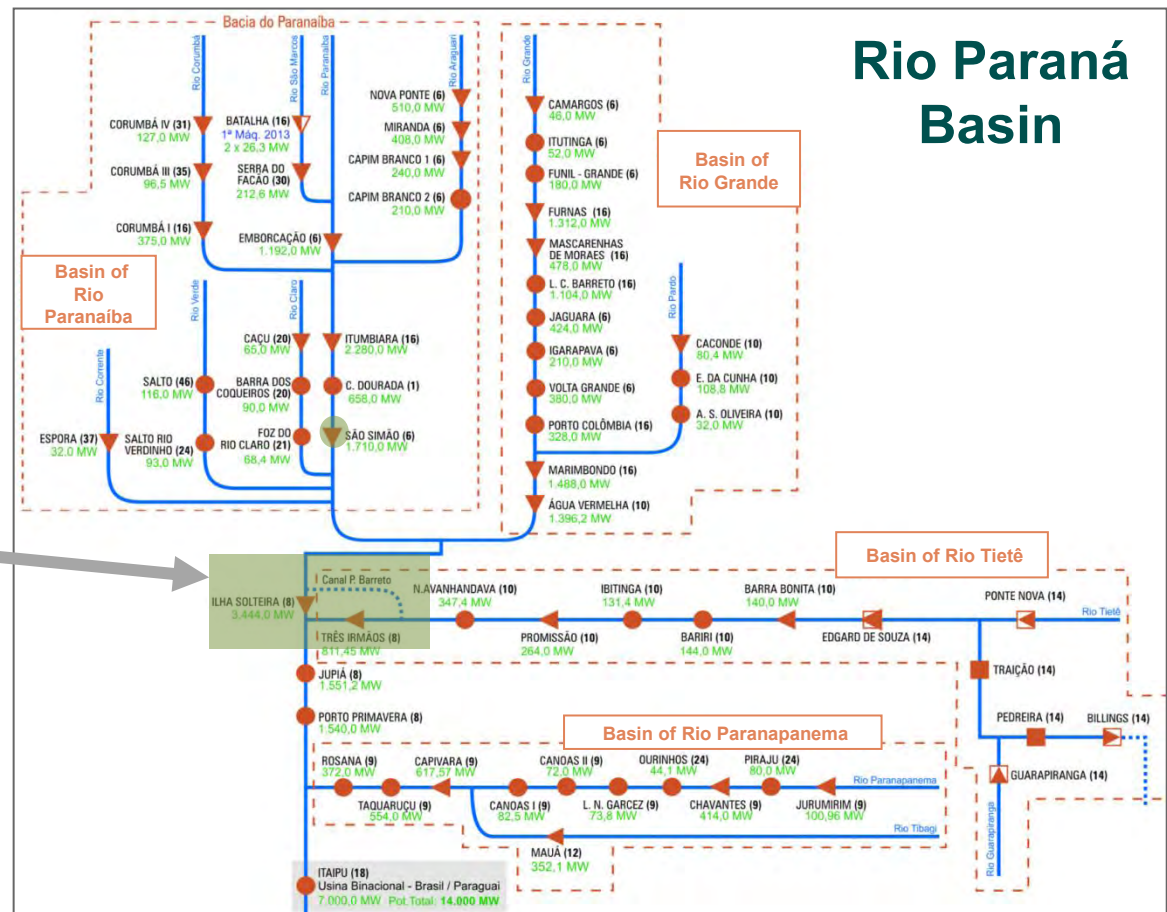 Rio Paraná
Basin
Bacia do Paranaíba
Rio Corumbá
Rio São Marcos
Rio Paranaíba
Rio Araguari
CORUMBÁ IV (31)
127,0 MW
CORUMBÁ III (35)
96,5 MW
CORUMBÁ I (16)
375,0 MW
BATALHA (16)
1ª Máq. 2013
2 x 26,3 MW
SERRA DO
FACÃO (30)
212,6 MW
EMBORCAÇÃO (6)
1.192,0 MW
NOVA PONTE (6)
510,0 MW
MIRANDA (6)
408,0 MW
CAPIM BRANCO 1 (6)
240,0 MW
CAPIM BRANCO 2 (6)
210,0 MW
Basin of
Rio
Paranaíba
Rio Corrente
Rio Verde
Rio Claro
ESPORA (37)
32.0 MW
SALTO (46)
116,0 MW
SALTO RIO
VERDINHO (24)
93,0 MW
CAÇU (20)
65,0 MW
BARRA DOS
COQUEIROS (20)
90,0 MW
FOZ DO
RIO CLARO (21)
68,4 MW
ITUMBIARA (16)
2.280,0 MW
C. DOURADA (1)
658,0 MW
SÃO SIMÃO (6)
1.710,0 MW
Rio Grande
CAMARGOS (6)
46,0 MW
ITUTINGA (6)
52,0 MW
FUNIL - GRANDE (6)
180,0 MW
FURNAS (16)
1.312,0 MW
MASCARENHAS
DE MORAES (16)
478,0 MW
L. C. BARRETO (16)
1.104,0 MW
JAGUARA (6)
424,0 MW
IGARAPAVA (6)
210,0 MW
VOLTA GRANDE (6)
380,0 MW
PORTO COLÔMBIA (16)
328,0 MW
MARIMBONDO (16)
1.488,0 MW
ÁGUA VERMELHA (10)
1.396,2 MW
Basin of
Rio Grande
Rio Pardo
CACONDE (10)
80,4 MW
E. DA CUNHA (10)
108,8 MW
A. S. OLIVEIRA (10)
32,0 MW
Basin of Rio Tietê
Canal P. Barreto
ILHA SOLTEIRA (8)
3.444,0 MW
TRÊS IRMÃOS (8)
811,45 MW
N.AVANHANDAVA (10)
347,4 MW
PROMISSÃO (10)
264,0 MW
IBITINGA (10)
131,4 MW
BARIRI (10)
144,0 MW
BARRA BONITA (10)
140,0 MW
EDGARD DE SOUZA (14)
PONTE NOVA (14)
Rio Tietê
TRAIÇÃO (14)
PEDREIRA (14)
BILLINGS (14)
GUARAPIRANGA (14)
Rio Guarapiranga
JUPIÁ (8)
1.551,2 MW
PORTO PRIMAVERA (8)
1.540,0 MW
Basin of Rio Paranapanema
ROSANA (9)
372,0 MW
TAQUARUÇU (9)
554,0 MW
CAPIVARA (9)
617,57 MW
CANOAS I (9)
82,5 MW
CANOAS II (9)
72,0 MW
L. N. GARCEZ (9)
73,8 MW
OURINHOS (24)
44,1 MW
CHAVANTES (9)
414,0 MW
PIRAJU (24)
80,0 MW
JURUMIRIM (9)
100,96 MW
Rio Paranapanema
Rio Tibagi
MAUÁ (12)
352,1 MW
ITAIPU (18)
Usina Binacional - Brasil / Paraguai
7.000,0 MW Pot.Total: 14.000 MW